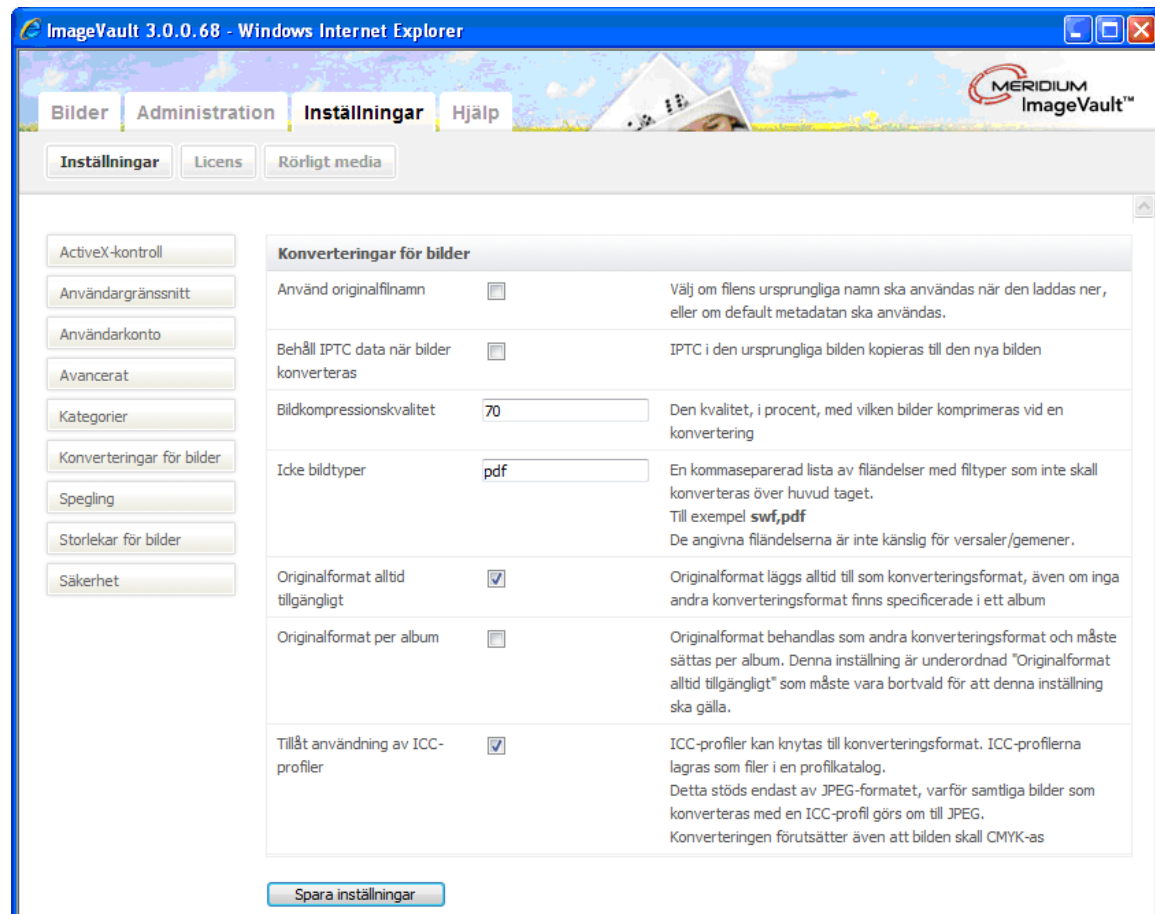 ImageVault 3.0.0.68 - Windows Internet Explorer
MERIDIUM
ImageVault™
Bilder Administration Inställningar Hjälp
Inställningar Licens Rörligt media
ActiveX-kontroll
Användargränssnitt
Användarkonto
Avancerat
Kategorier
Konverteringar för bilder
Spegling
Storlekar för bilder
Säkerhet
Konverteringar för bilder
Använd originalfilnamn
Välj om filens ursprungliga namn ska användas när den laddas ner,
eller om default metadatan ska användas.
Behåll IPTC data när bilder
konverteras
IPTC i den ursprungliga bilden kopieras till den nya bilden
Bildkompressionskvalitet
70
Den kvalitet, i procent, med vilken bilder komprimeras vid en
konvertering
Icke bildtyper
pdf
En kommaseparerad lista av filändelser med filtyper som inte skall
konverteras över huvud taget.
Till exempel swf,pdf
De angivna filändelserna är inte känslig för versaler/gemener.
Originalformat alltid
tillgängligt
Originalformat läggs alltid till som konverteringsformat, även om inga
andra konverteringsformat finns specificerade i ett album
Originalformat per album
Originalformat behandlas som andra konverteringsformat och måste
sättas per album. Denna inställning är underordnad "Originalformat
alltid tillgängligt" som måste vara bortvald för att denna inställning
ska gälla.
Tillåt användning av ICC-
profiler
ICC-profiler kan knytas till konverteringsformat. ICC-profilerna
lagras som filer i en profilkatalog.
Detta stöds endast av JPEG-formatet, varför samtliga bilder som
konverteras med en ICC-profil görs om till JPEG.
Konverteringen förutsätter även att bilden skall CMYK-as
Spara inställningar